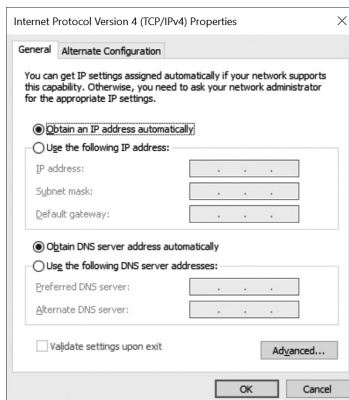 Internet Protocol Version 4 (TCP/IPv4) Properties
General Alternate Configuration
You can get IP settings assigned automatically if your network supports
this capability. Otherwise, you need to ask your network administrator
for the appropriate IP settings.
Obtain an IP address automatically
Use the following IP address:
IP address:
Subnet mask:
Default gateway:
Obtain DNS server address automatically
Use the following DNS server addresses:
Preferred DNS server:
Alternate DNS server:
Validate settings upon exit
Advanced...
OK Cancel